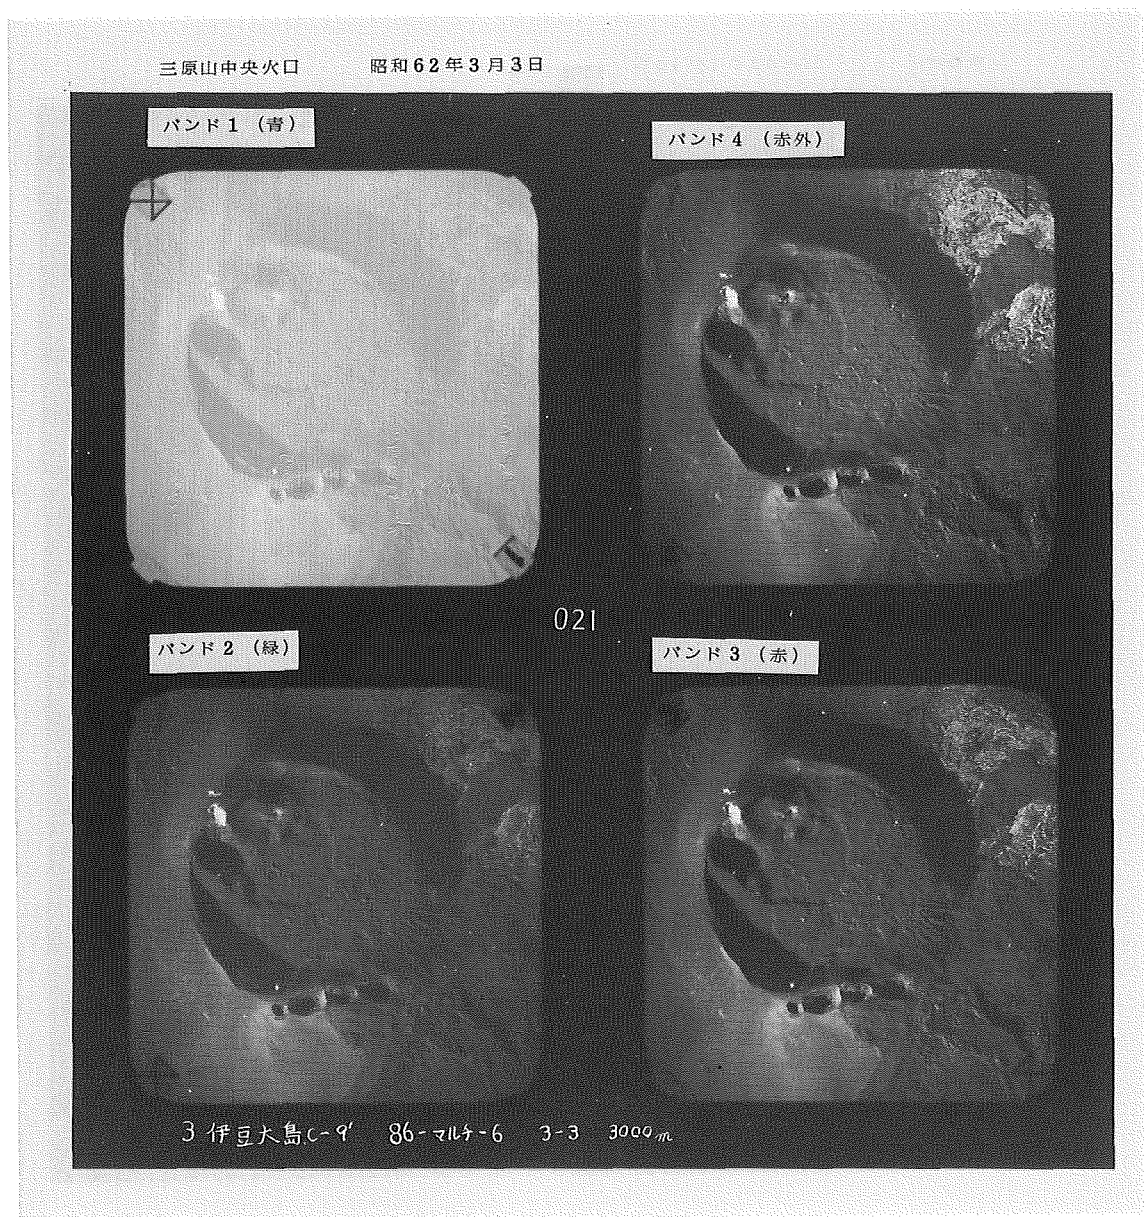 三原山中央火口 昭和62年3月3日
バンド1 (青)
バンド4 (赤外)
021
バンド2 (緑)
バンド3 (赤)
3 伊豆大島.C-9' 86-マルチ-6 3-3 3000m